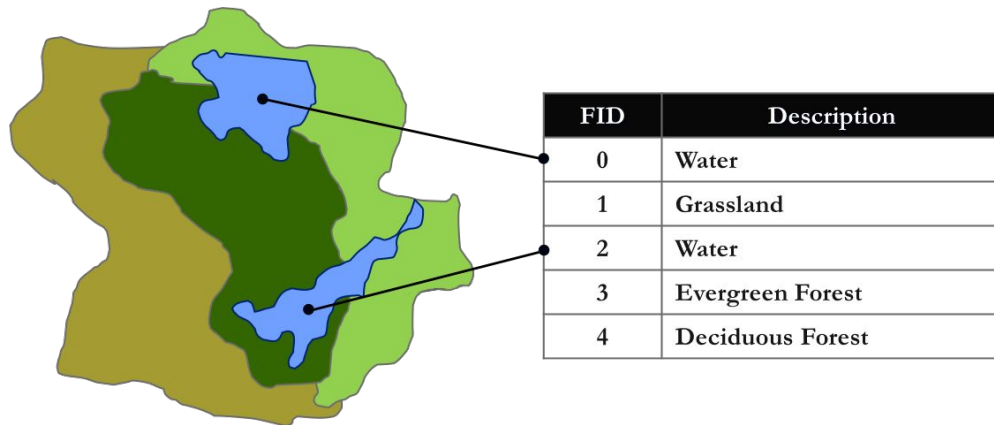 FID Description
0 Water
1 Grassland
2 Water
3 Evergreen Forest
4 Deciduous Forest